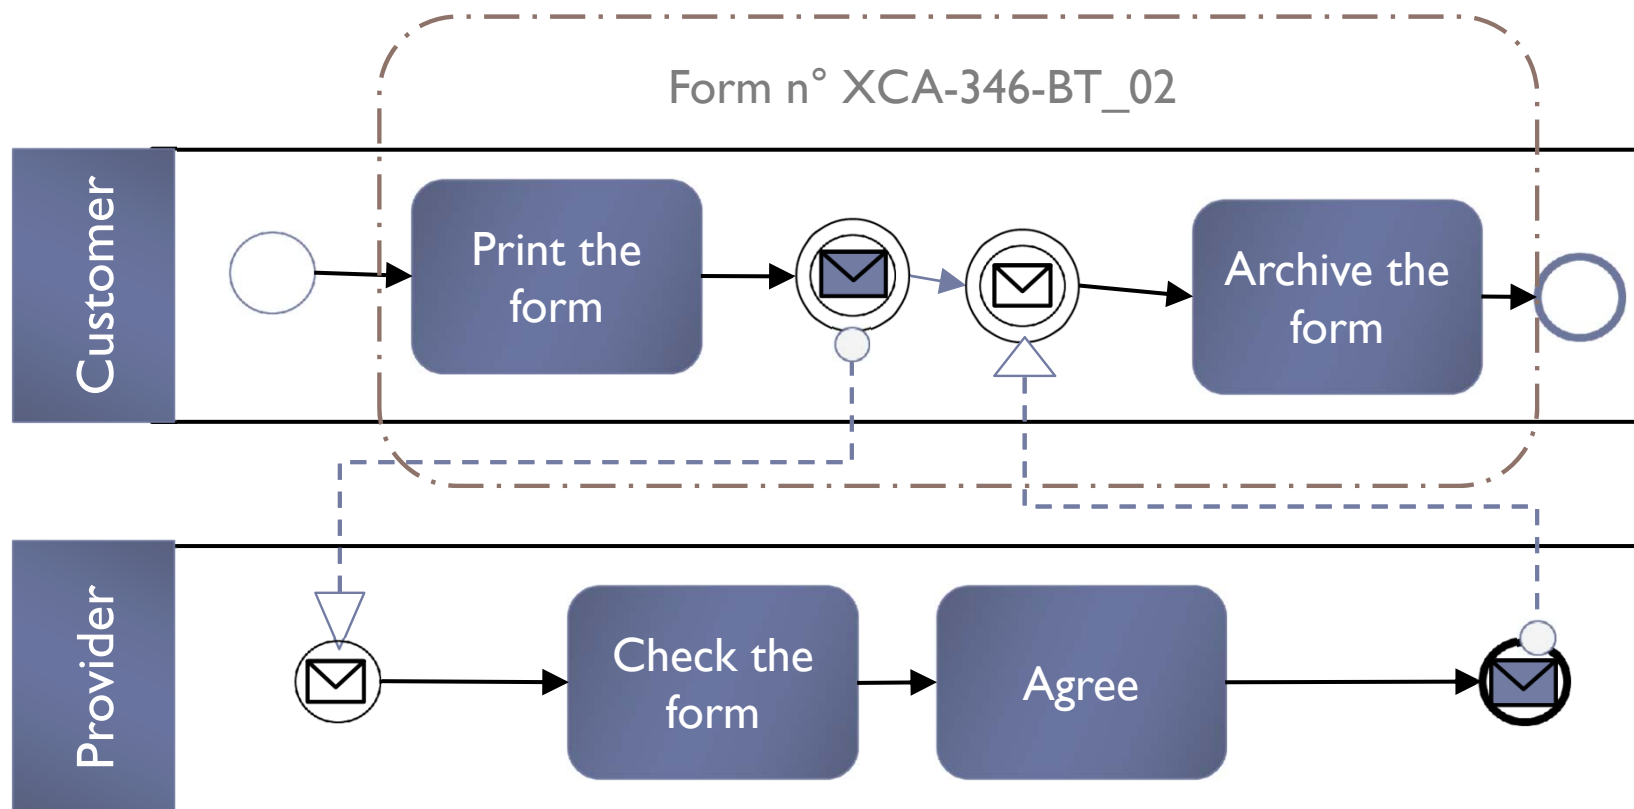 Form n° XCA-346-BT_02
Customer
Print the
form
Archive the
form
Provider
Check the
form
Agree